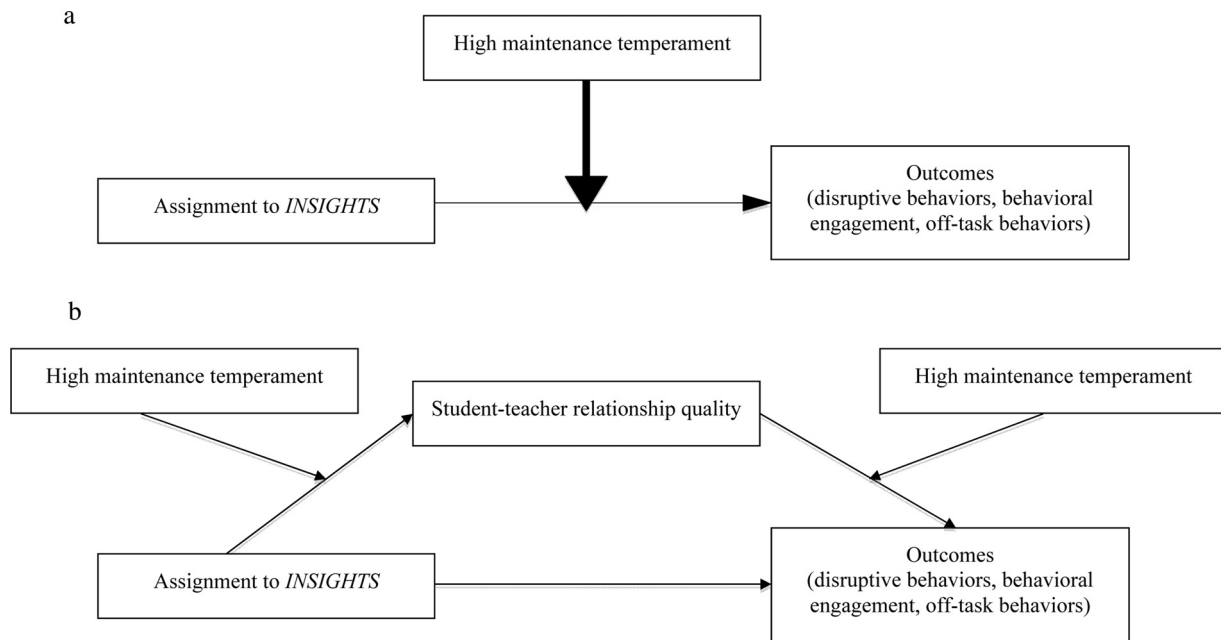 a
High maintenance temperament
Assignment to INSIGHTS
Outcomes
(disruptive behaviors, behavioral
engagement, off-task behaviors)
b
High maintenance temperament
High maintenance temperament
Student-teacher relationship quality
Assignment to INSIGHTS
Outcomes
(disruptive behaviors, behavioral
engagement, off-task behaviors)